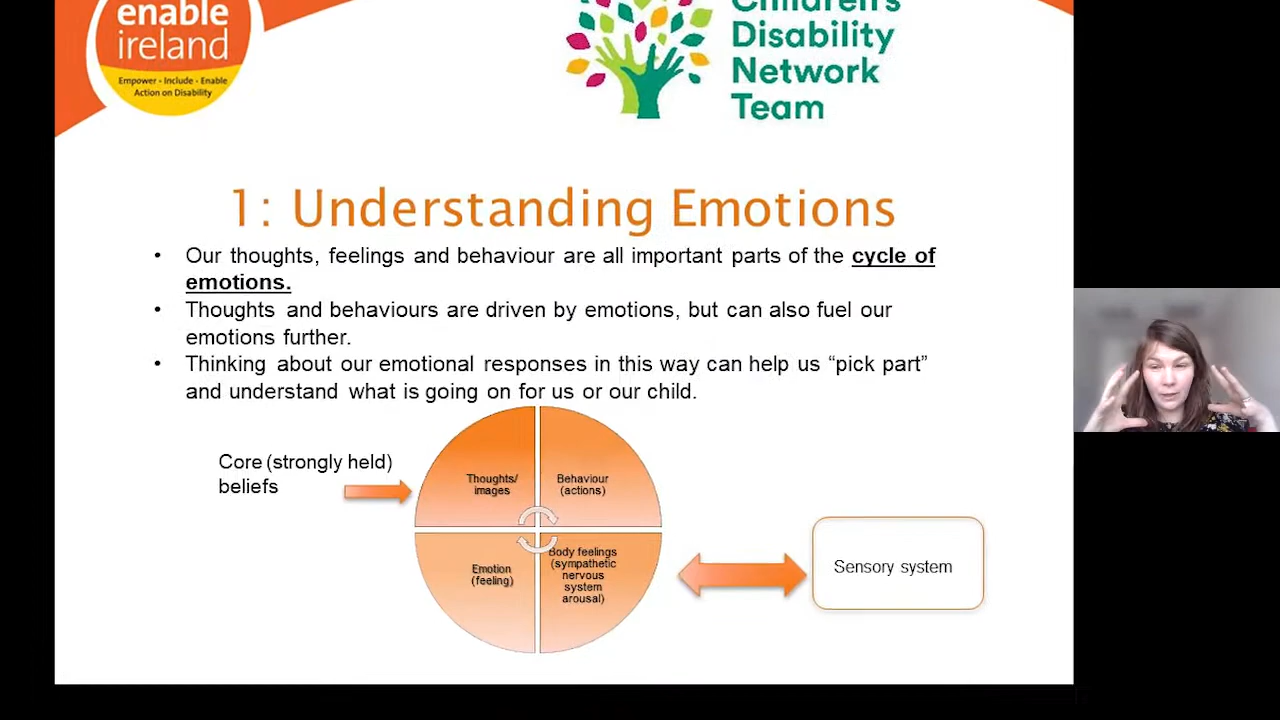 enable
ireland
Empower - Include - Enable
Action on Disability
Children's
Disability
Network
Team
1: Understanding Emotions
• Our thoughts, feelings and behaviour are all important parts of the cycle of
emotions.
• Thoughts and behaviours are driven by emotions, but can also fuel our
emotions further.
• Thinking about our emotional responses in this way can help us “pick part”
and understand what is going on for us or our child.
Core (strongly held)
beliefs
Thoughts/
images
Behaviour
(actions)
Emotion
(feeling)
Body feelings
(sympathetic
nervous
system
arousal)
Sensory system